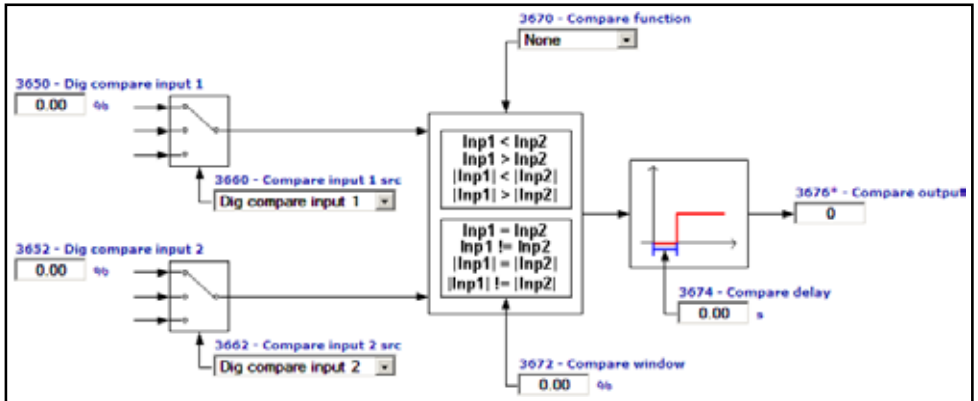 3670 - Compare function
None
3650 - Dig compare input 1
0.00 %
3660 - Compare input 1 src
Dig compare input 1
Inp1 < Inp2
Inp1 > Inp2
|Inp1| < |Inp2|
|Inp1| > |Inp2|
3676* - Compare output
0
3652 - Dig compare input 2
0.00 %
Inp1 = Inp2
Inp1 != Inp2
|Inp1| = |Inp2|
|Inp1| != |Inp2|
3674 - Compare delay
0.00 s
3662 - Compare input 2 src
Dig compare input 2
3672 - Compare window
0.00 %